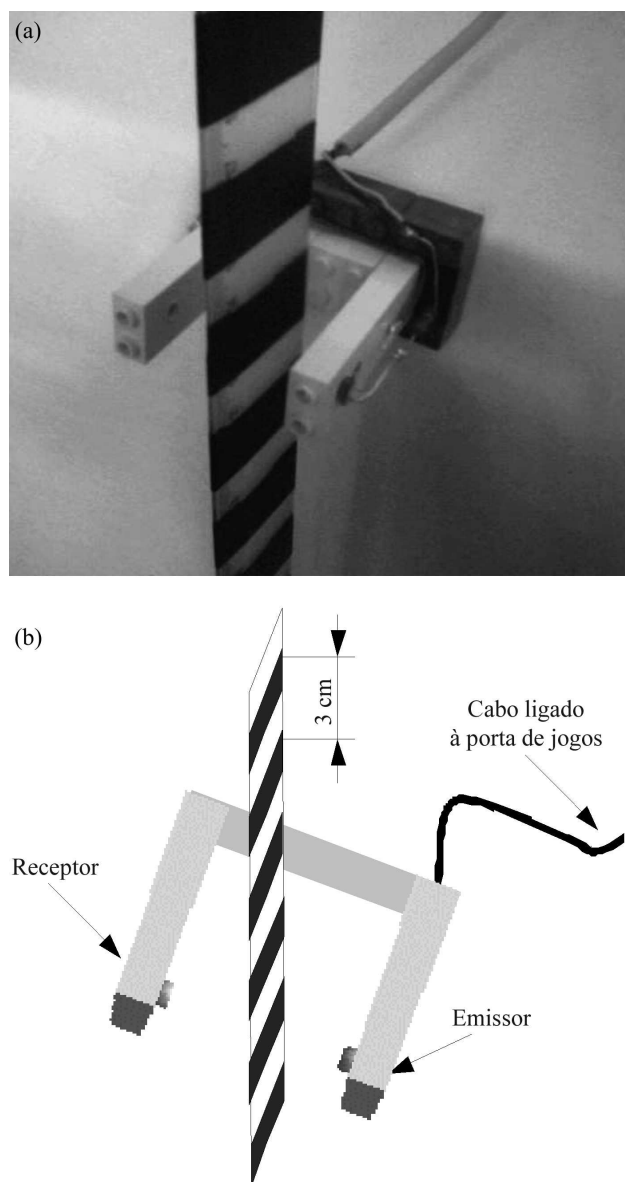 (a)
(b)
3 cm
Cabo ligado
à porta de jogos
Receptor
Emissor